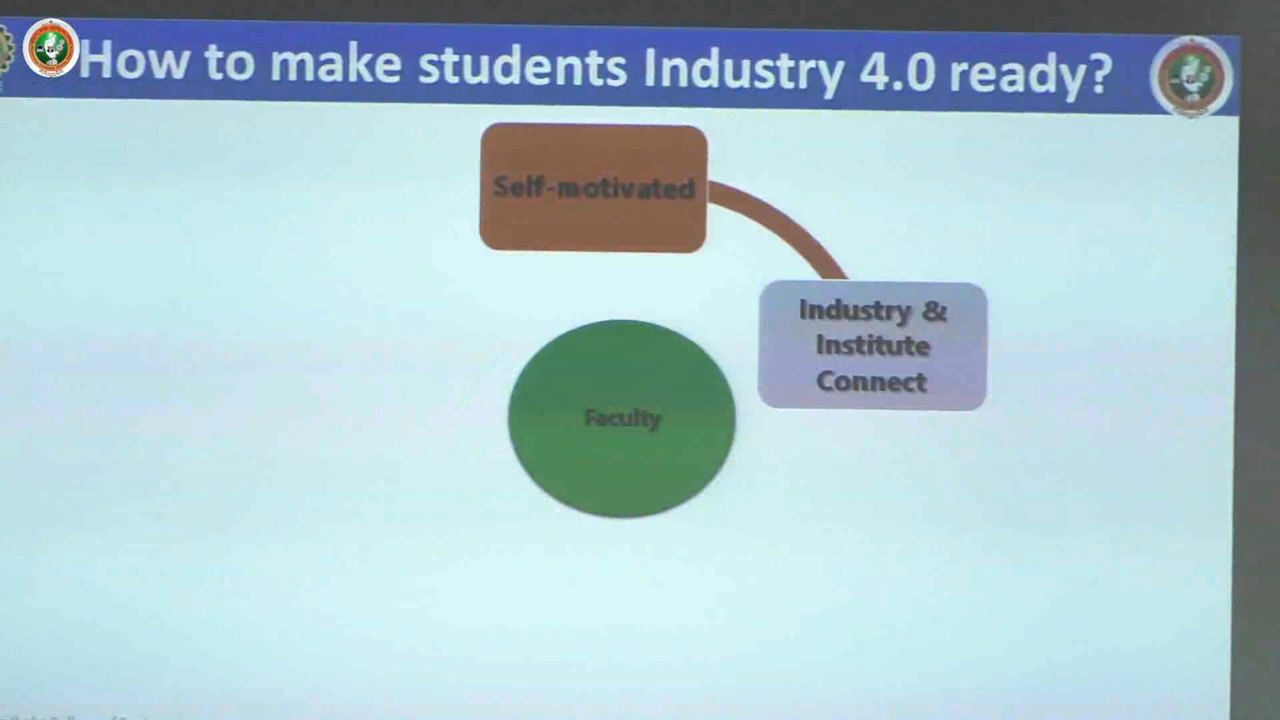 How to make students Industry 4.0 ready?
Self-motivated
Industry &
Institute
Connect
Faculty